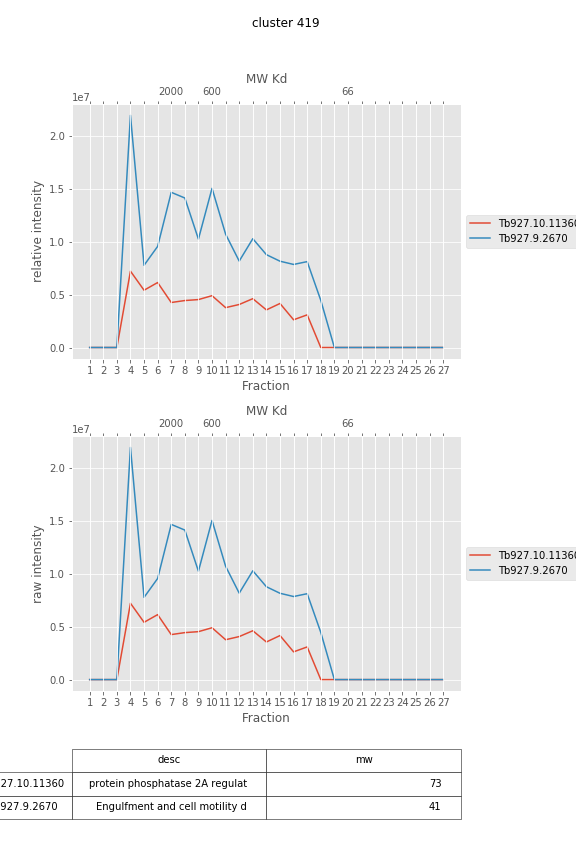 cluster 419
MW Kd
1e7 2000 600 66
2.0
1.5
1.0
0.5
0.0
relative intensity
Tb927.10.11360
Tb927.9.2670
1 2 3 4 5 6 7 8 9 10 11 12 13 14 15 16 17 18 19 20 21 22 23 24 25 26 27
Fraction
MW Kd
1e7 2000 600 66
2.0
1.5
1.0
0.5
0.0
raw intensity
Tb927.10.11360
Tb927.9.2670
1 2 3 4 5 6 7 8 9 10 11 12 13 14 15 16 17 18 19 20 21 22 23 24 25 26 27
Fraction
desc mw
27.10.11360 protein phosphatase 2A regulat 73
927.9.2670 Engulfment and cell motility d 41